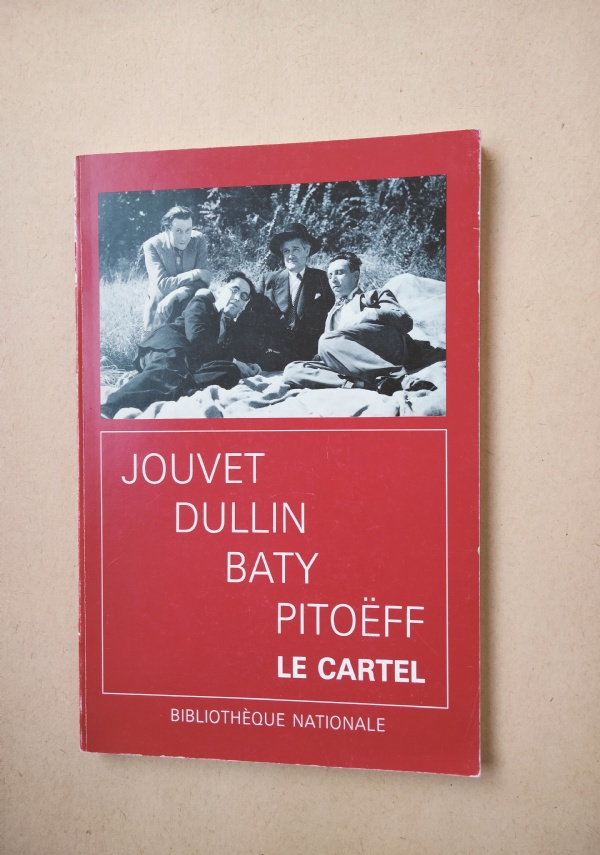 JOUVET
DULLIN
BATY
PITOËFF
LE CARTEL
BIBLIOTHÈQUE NATIONALE